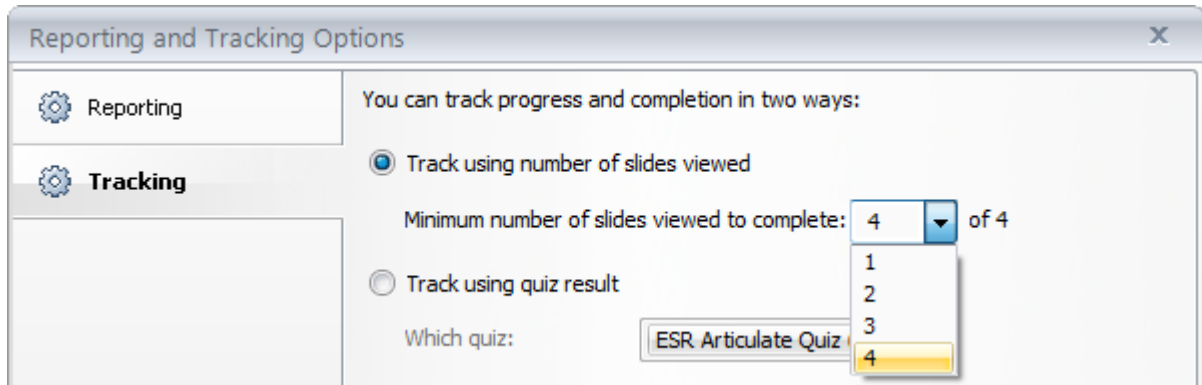 Reporting and Tracking Options
x
Reporting
Tracking
You can track progress and completion in two ways:
Track using number of slides viewed
Minimum number of slides viewed to complete: 4 of 4
1
2
3
4
Track using quiz result
Which quiz: ESR Articulate Quiz